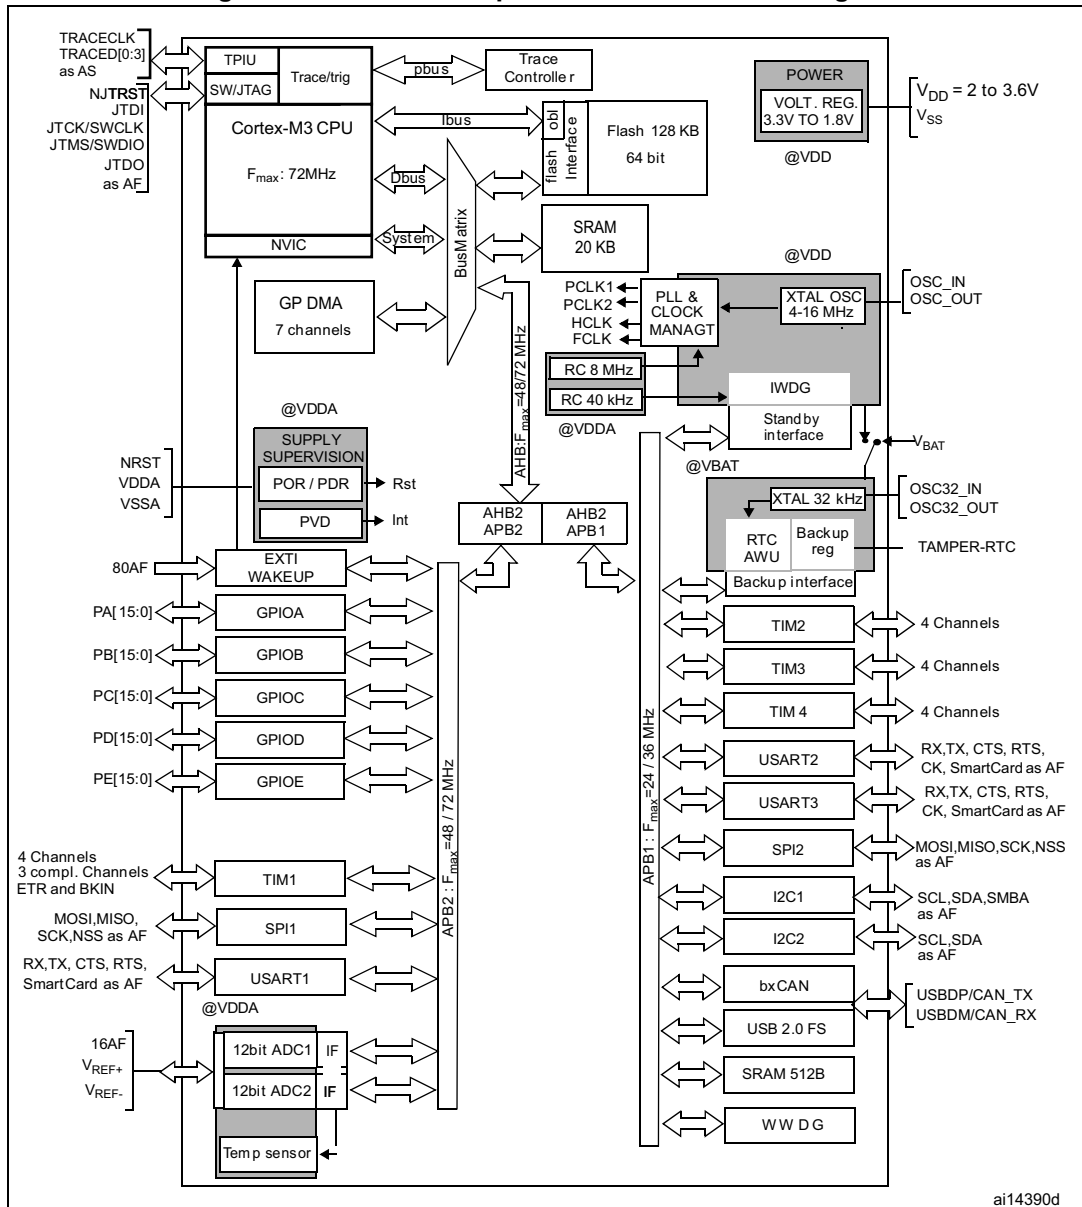 TRACECLK
TRACED[0:3]
as AS
TPIU
Trace/trig
SW/JTAG
pbus
Trace
Controller
NJTRST
JTDI
JTCK/SWCLK
JTMS/SWDIO
JTDO
as AF
Cortex-M3 CPU
Fmax: 72MHz
NVIC
Ibus
Dbus
System
BusMatrix
obl
flash
Interface
Flash 128 KB
64 bit
SRAM
20 KB
POWER
VOLT. REG.
3.3V TO 1.8V
@VDD
VDD = 2 to 3.6V
VSS
GP DMA
7 channels
AHB:Fmax=48/72 MHz
PCLK1
PCLK2
HCLK
FCLK
PLL &
CLOCK
MANAGT
@VDD
XTAL OSC
4-16 MHz
OSC_IN
OSC_OUT
RC 8 MHz
RC 40 kHz
@VDDA
IWDG
Standby
interface
VBAT
@VBAT
@VDDA
SUPPLY
SUPERVISION
POR / PDR
PVD
Rst
Int
NRST
VDDA
VSSA
AHB2
APB2
AHB2
APB1
XTAL 32 kHz
OSC32_IN
OSC32_OUT
RTC
AWU
Backup
reg
TAMPER-RTC
Backup interface
80AF
EXTI
WAKEUP
PA[15:0]
GPIOA
PB[15:0]
GPIOB
PC[15:0]
GPIOC
PD[15:0]
GPIOD
PE[15:0]
GPIOE
4 Channels
3 compl. Channels
ETR and BKIN
TIM1
MOSI,MISO,
SCK,NSS as AF
SPI1
RX,TX, CTS, RTS,
SmartCard as AF
USART1
@VDDA
16AF
VREF+
VREF-
12bit ADC1
IF
12bit ADC2
IF
Temp sensor
APB2 : Fmax=48 / 72 MHz
APB1 : Fmax=24 / 36 MHz
TIM2
4 Channels
TIM3
4 Channels
TIM 4
4 Channels
USART2
RX,TX, CTS, RTS,
CK, SmartCard as AF
USART3
RX,TX, CTS, RTS,
CK, SmartCard as AF
SPI2
MOSI,MISO,SCK,NSS
as AF
I2C1
SCL,SDA,SMBA
as AF
I2C2
SCL,SDA
as AF
bxCAN
USBDP/CAN_TX
USBDM/CAN_RX
USB 2.0 FS
SRAM 512B
WWDG
ai14390d